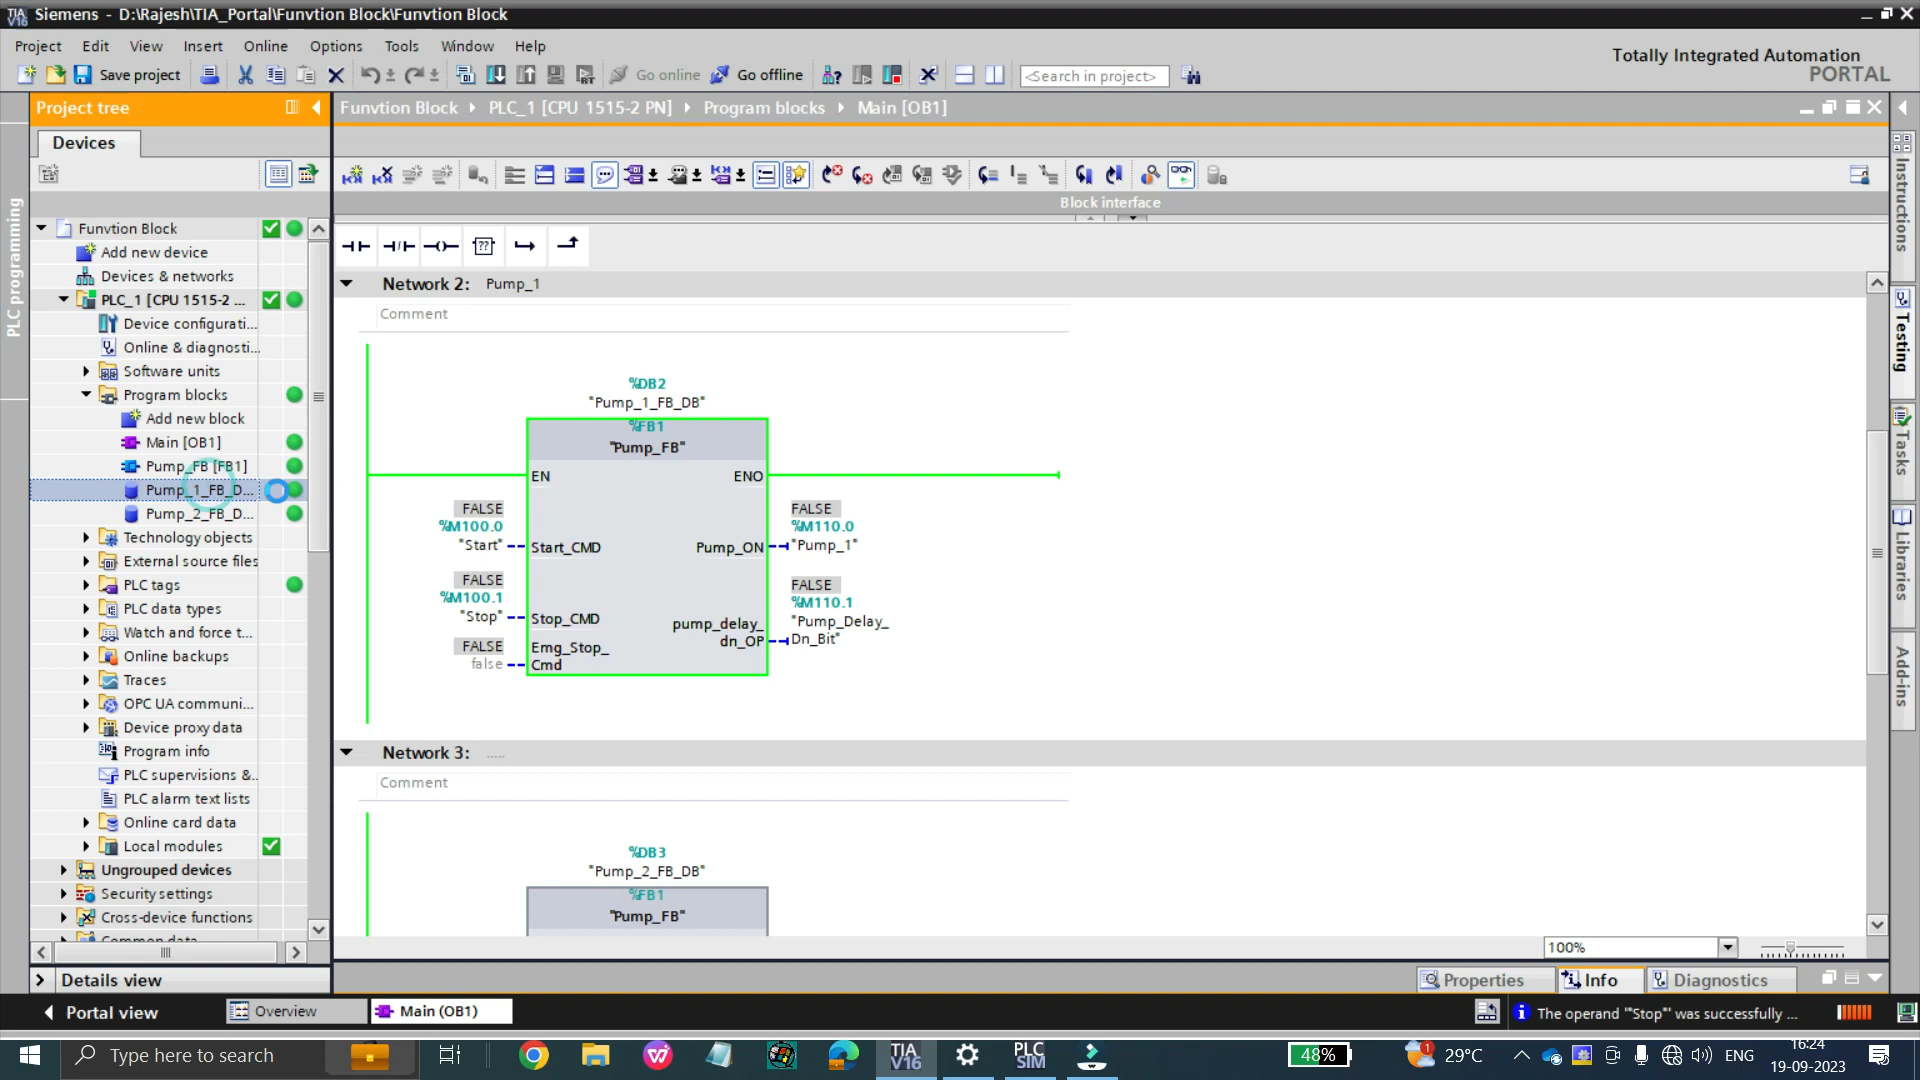 Siemens - D:\Rajesh\TIA_Portal\Funvtion Block\Funvtion Block
Project Edit View Insert Online Options Tools Window Help
Totally Integrated Automation
PORTAL
Save project Go online Go offline <Search in project>
Project tree
Funvtion Block PLC_1 [CPU 1515-2 PN] Program blocks Main [OB1]
Devices
Block interface
PLC programming
Funvtion Block
Add new device
Devices & networks
PLC_1 [CPU 1515-2 ...
Device configurati...
Online & diagnosti...
Software units
Program blocks
Add new block
Main [OB1]
Pump_FB [FB1]
Pump_1_FB_D...
Pump_2_FB_D...
Technology objects
External source files
PLC tags
PLC data types
Watch and force t...
Online backups
Traces
OPC UA communi...
Device proxy data
Program info
PLC supervisions &..
PLC alarm text lists
Online card data
Local modules
Ungrouped devices
Security settings
Cross-device functions
Common data
Details view
Network 2: Pump_1
Comment
%DB2
"Pump_1_FB_DB"
%FB1
"Pump_FB"
EN ENO
FALSE
%M100.0
"Start" Start_CMD
Pump_ON
FALSE
%M110.0
"Pump_1"
FALSE
%M100.1
"Stop" Stop_CMD
pump_delay_
dn_OP
FALSE
%M110.1
"Pump_Delay_
Dn_Bit"
FALSE
false
Emg_Stop_
Cmd
Network 3: .....
Comment
%DB3
"Pump_2_FB_DB"
%FB1
"Pump_FB"
100%
Instructions
Testing
Tasks
Libraries
Add-ins
Properties Info Diagnostics
Portal view Overview Main (OB1) The operand '"Stop"' was successfully ...
Type here to search
TIA
V16
PLC
SIM
48% 1 29°C ENG
16:24
19-09-2023